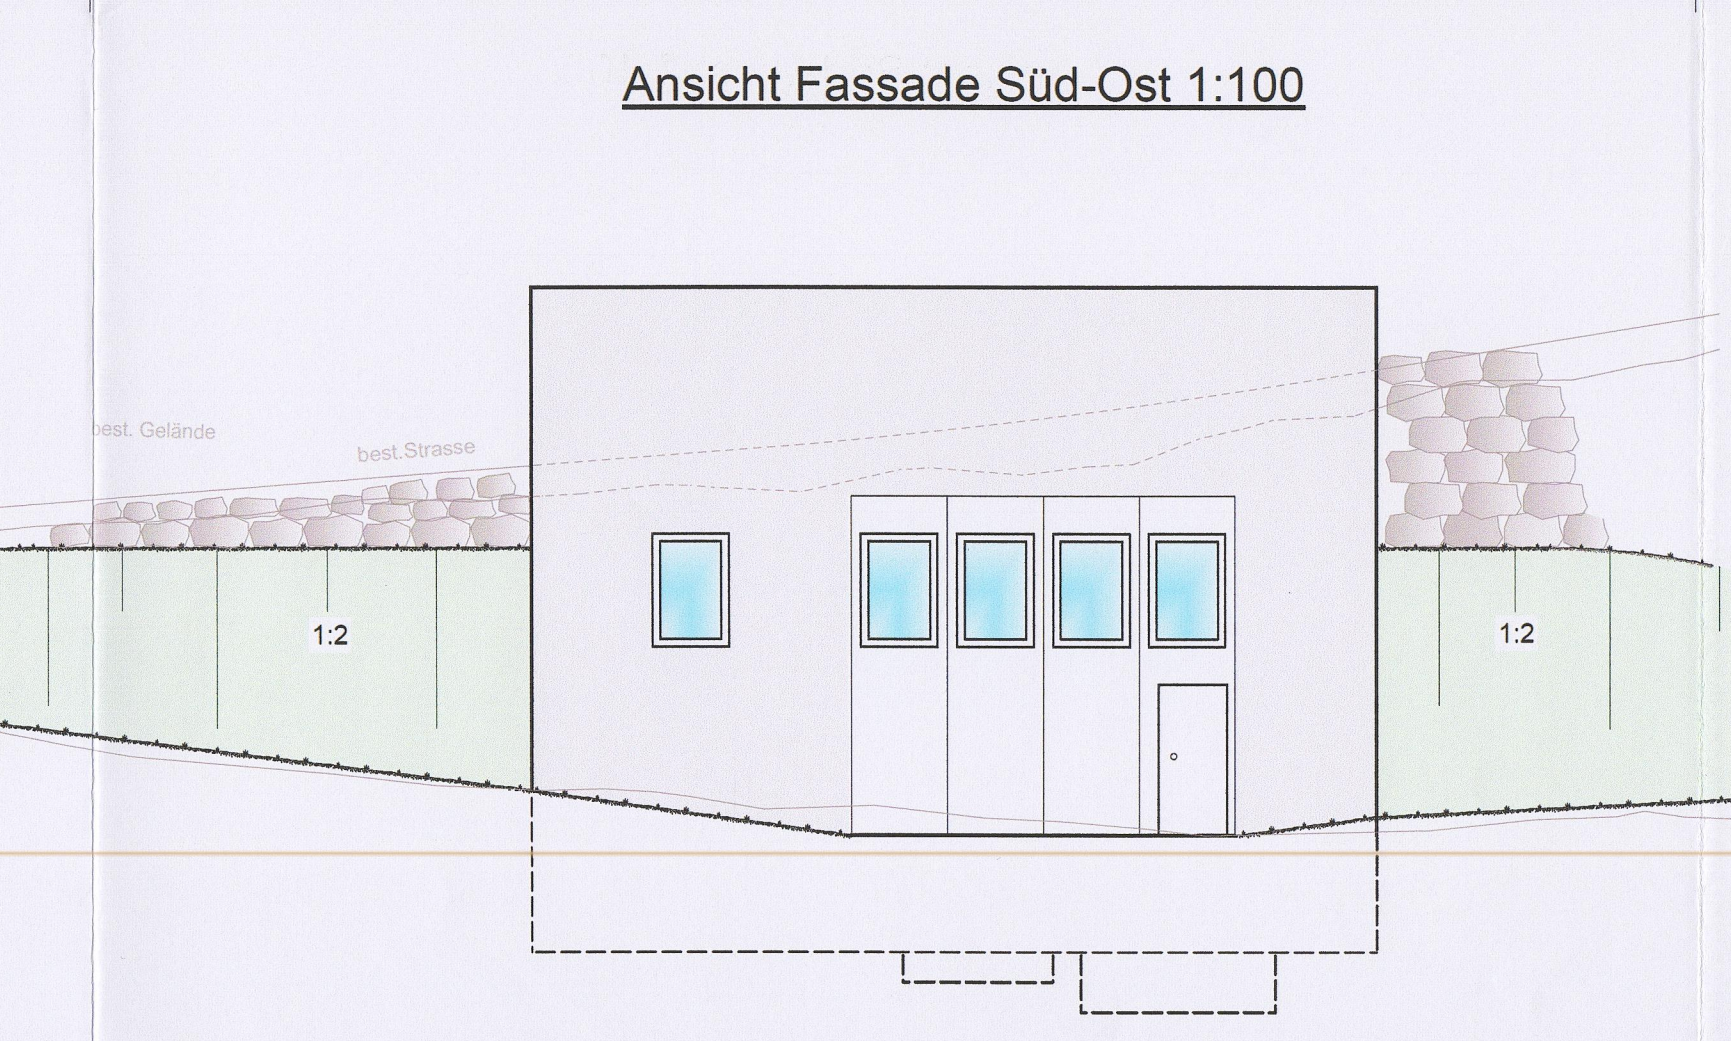 Ansicht Fassade Süd-Ost 1:100
best. Gelände
best.Strasse
1:2
1:2